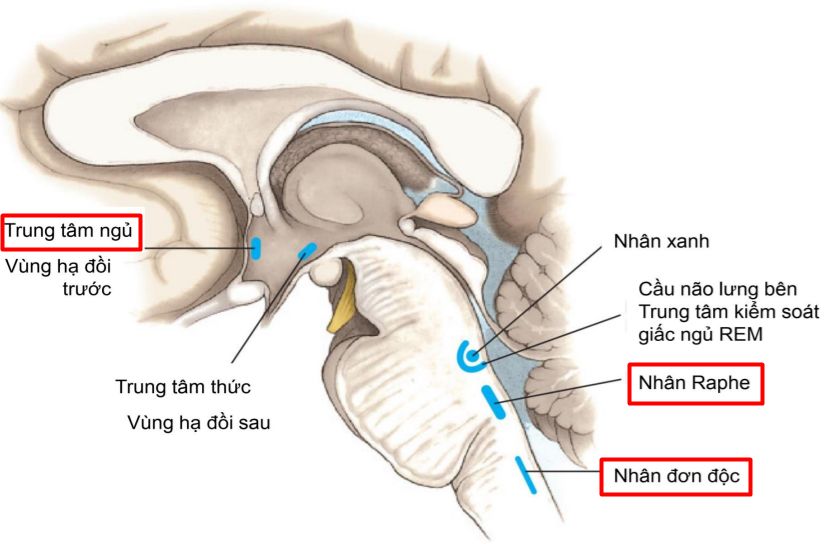 Trung tâm ngủ
Vùng hạ đồi
trước
Trung tâm thức
Vùng hạ đồi sau
Nhân xanh
Cầu não lưng bên
Trung tâm kiểm soát
giấc ngủ REM
Nhân Raphe
Nhân đơn độc